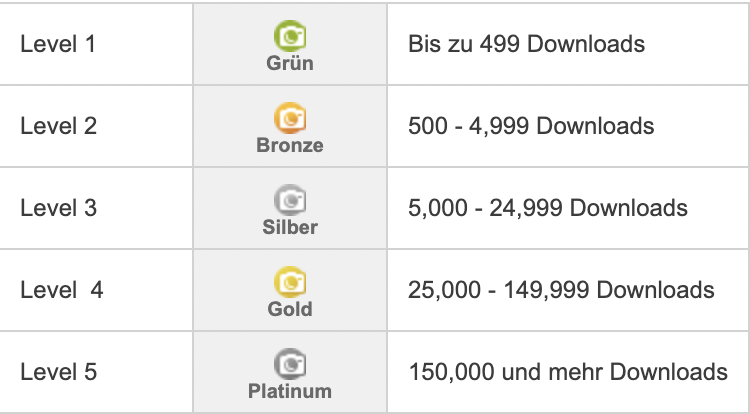 Level 1
Grün
Bis zu 499 Downloads
Level 2
Bronze
500 - 4,999 Downloads
Level 3
Silber
5,000 - 24,999 Downloads
Level  4
Gold
25,000 - 149,999 Downloads
Level 5
Platinum
150,000 und mehr Downloads